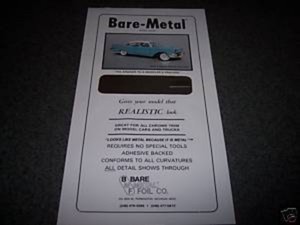 Bare-Metal
Gives your model that
REALISTIC look
GREAT FOR ALL CHROME TRIM
ON MODEL CARS AND TRUCKS
"LOOKS LIKE METAL BECAUSE IT IS METAL"
REQUIRES NO SPECIAL TOOLS
ADHESIVE BACKED
CONFORMS TO ALL CURVATURES
ALL DETAIL SHOWS THROUGH
BARE
FOIL CO.